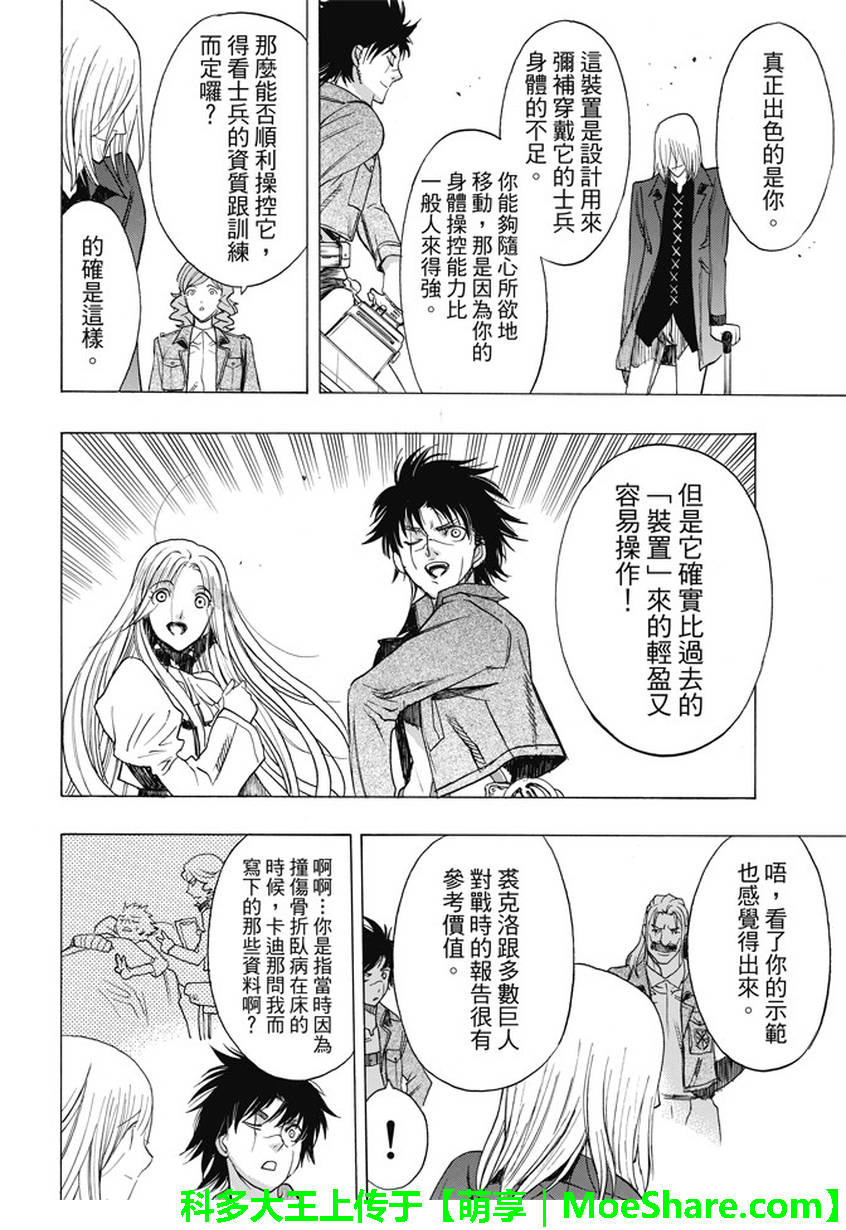 真正出色的是你。
這裝置是設計用來
彌補穿戴它的士兵
身體的不足。
你能夠隨心所欲地
移動，那是因為你的
身體操控能力比
一般人來得強。
那麼能否順利操控它，
得看士兵的資質跟訓練
而定囉？
的確是這樣。
但是它確實比過去的
「裝置」來的輕盈又
容易操作！
唔，看了你的示範
也感覺得出來。
裘克洛跟多數巨人
對戰時的報告很有
參考價值。
！
啊啊…你是指當時因為
撞傷骨折臥病在床的
時候，卡迪那問我而
寫下的那些資料啊？
科多大王上传于【萌享｜MoeShare.com】